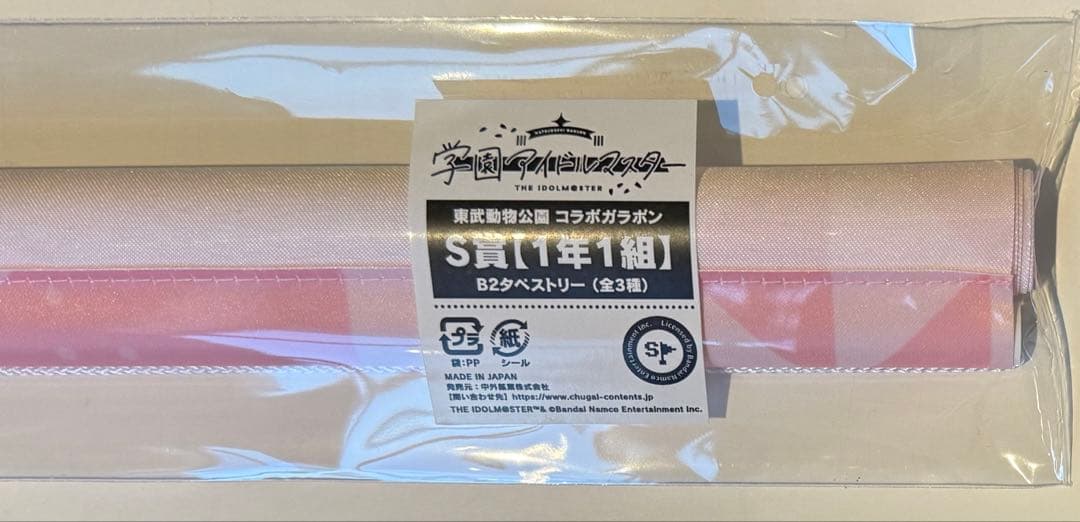 HATSUBOSHI GAKUEN
学園アイドルマスター
THE IDOLM@STER
東武動物公園 コラボガラポン
S賞【1年1組】
B2タペストリー（全3種）
プラ
紙
袋:PP
シール
Licensed by Bandai Namco Entertainment Inc.
MADE IN JAPAN
発売元：中外鉱業株式会社
【問い合わせ先】https://www.chugai-contents.jp
THE IDOLM@STER™& ©Bandai Namco Entertainment Inc.